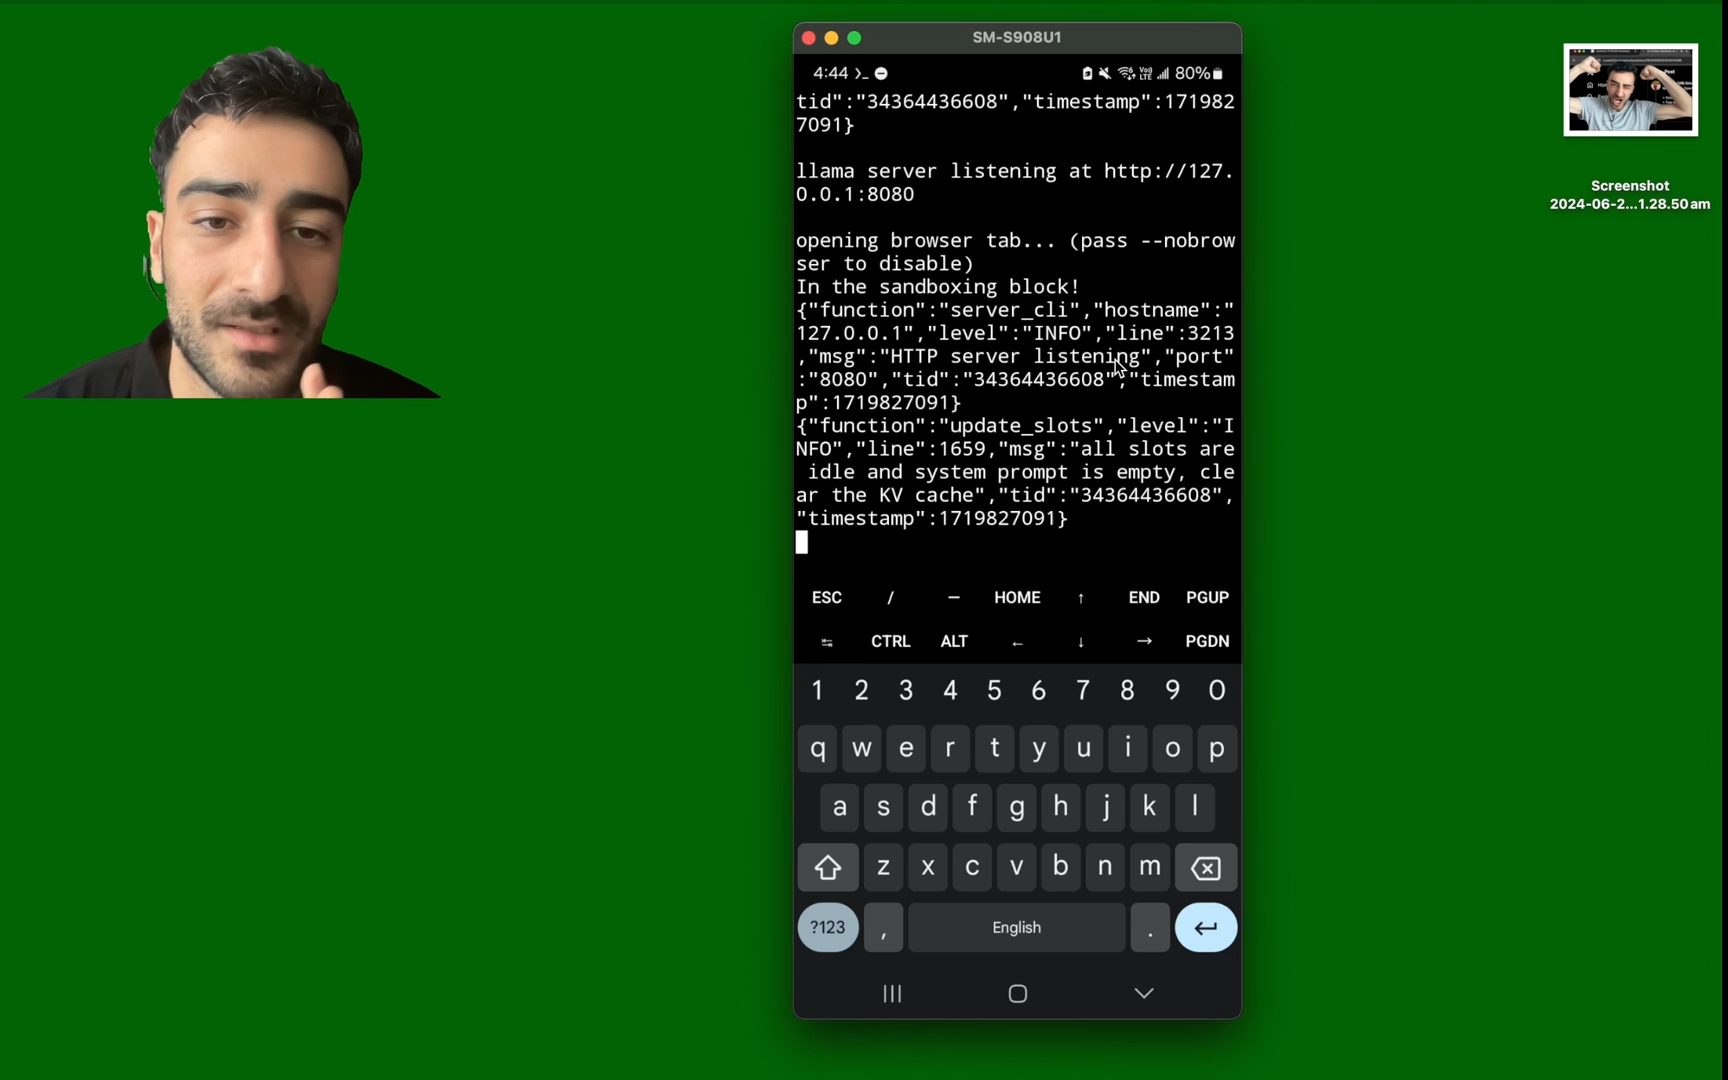 SM-S908U1
4:44 >_
80%
tid":"34364436608","timestamp":171982
7091}
llama server listening at http://127.
0.0.1:8080
opening browser tab... (pass --nobrow
ser to disable)
In the sandboxing block!
{"function":"server_cli","hostname":"
127.0.0.1","level":"INFO","line":3213
,"msg":"HTTP server listening","port"
:"8080","tid":"34364436608","timestam
p":1719827091}
{"function":"update_slots","level":"I
NFO","line":1659,"msg":"all slots are
 idle and system prompt is empty, cle
ar the KV cache","tid":"34364436608",
"timestamp":1719827091}
ESC / — HOME ↑ END PGUP
CTRL ALT ← ↓ → PGDN
1 2 3 4 5 6 7 8 9 0
q w e r t y u i o p
a s d f g h j k l
z x c v b n m
?123 , English .
Screenshot
2024-06-2...1.28.50 am